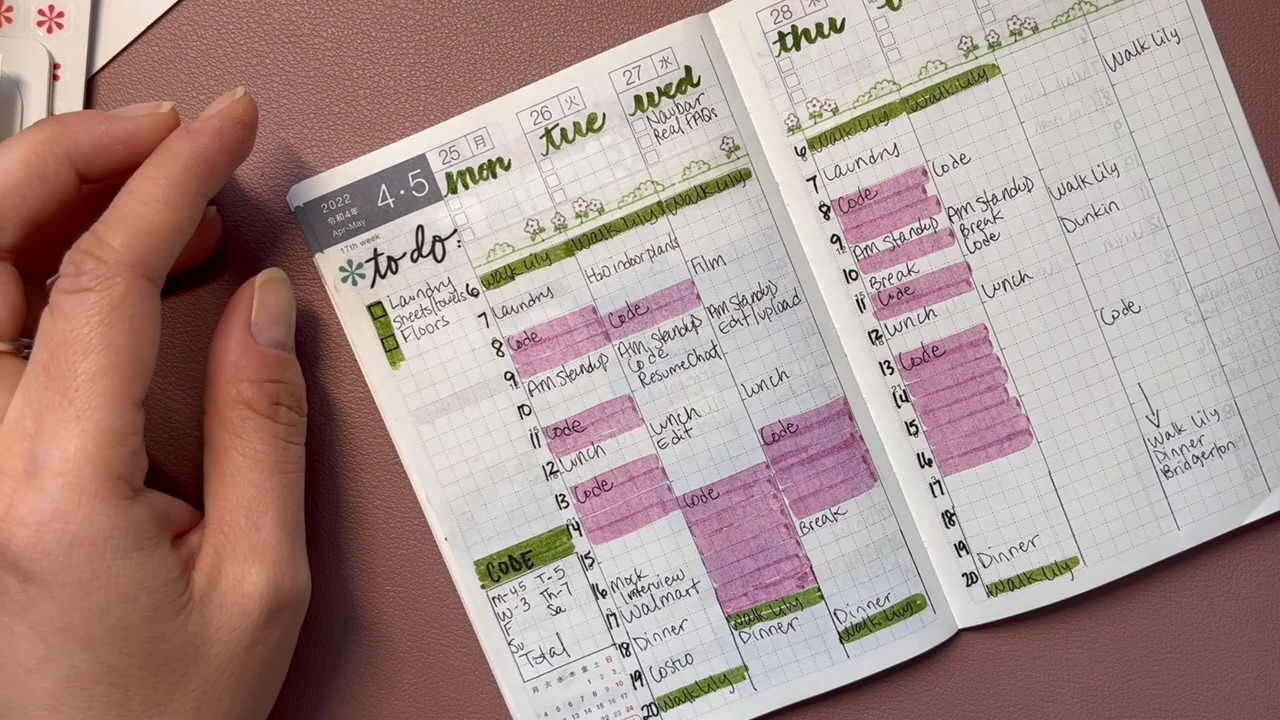 2022
令和4年
Apr-May
4・5
17th week
to do:
Laundry
Sheets/towels
Floors
CODE
M-4.5 T-5
W-3 Th-7
F Sa
Su
Total
月 火 水 木 金 土 日
25 月
mon
Walk Lily
Laundry
Code
Am Standup
Code
Lunch
Code
Mock
Interview
Walmart
Dinner
Costco
Walk Lily
26 火
tue
Walk Lily
H2O indoor plants
Code
Am Standup
Code
Resume Chat
Lunch
Edit
Code
Walk Lily
Dinner
27 水
wed
Navbar
Real FAQs
Walk Lily
Film
Am Standup
Edit/upload
Lunch
Code
Break
Dinner
Walk Lily
6
7
8
9
10
11
12
13
14
15
16
17
18
19
20
28 木
thu
Walk Lily
Laundry
Code
Am Standup
Break
Code
Lunch
Code
Dinner
Walk Lily
6
7
8
9
10
11
12
13
14
15
16
17
18
19
20
Walk Lily
Code
Am Standup
Break
Code
Lunch
Walk Lily
Dunkin
Walk Lily
Code
Walk Lily
Dinner
Bridgerton